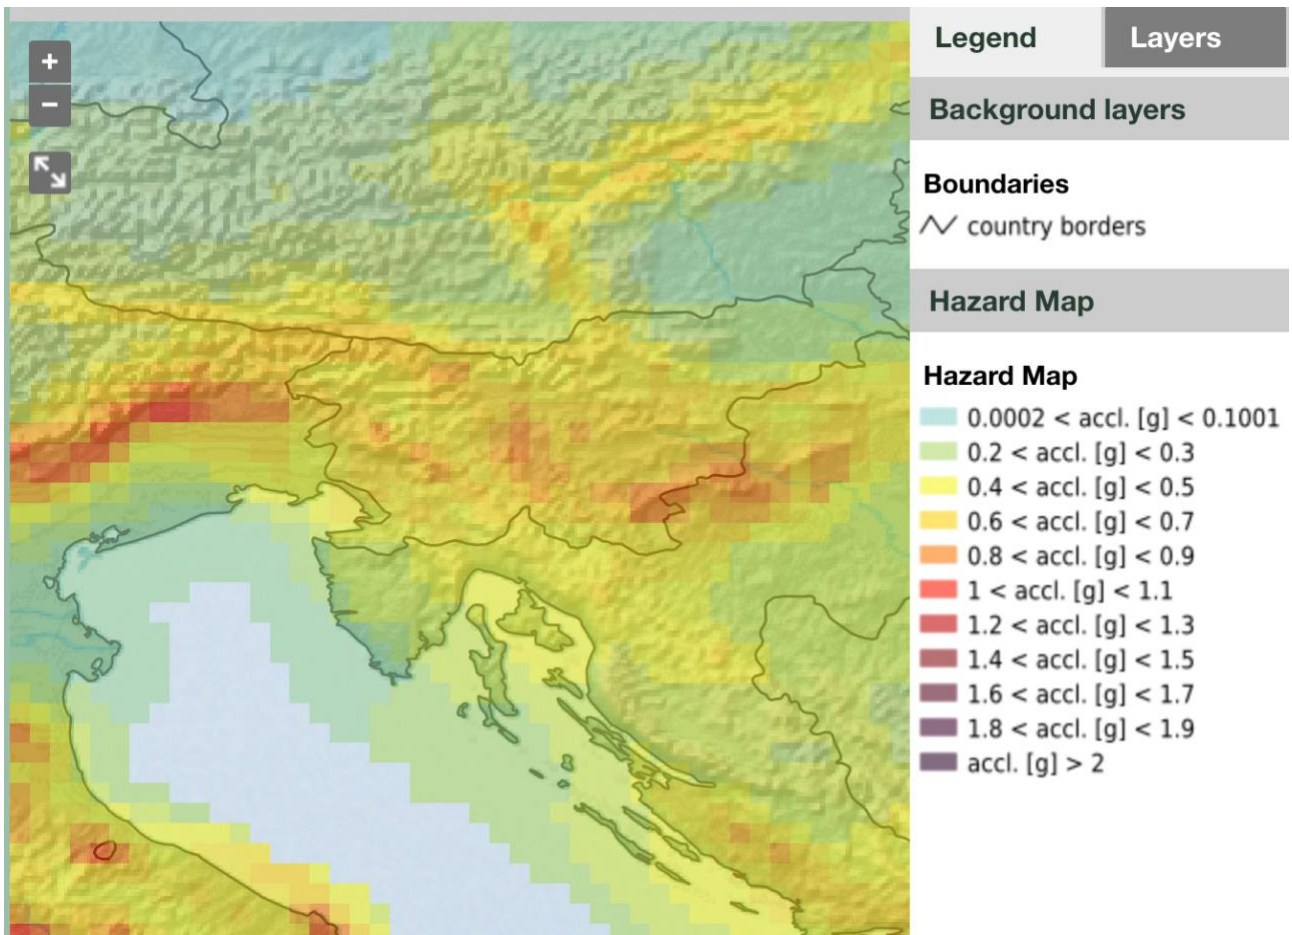 +
−
Legend
Layers
Background layers
Boundaries
country borders
Hazard Map
Hazard Map
0.0002 < accl. [g] < 0.1001
0.2 < accl. [g] < 0.3
0.4 < accl. [g] < 0.5
0.6 < accl. [g] < 0.7
0.8 < accl. [g] < 0.9
1 < accl. [g] < 1.1
1.2 < accl. [g] < 1.3
1.4 < accl. [g] < 1.5
1.6 < accl. [g] < 1.7
1.8 < accl. [g] < 1.9
accl. [g] > 2